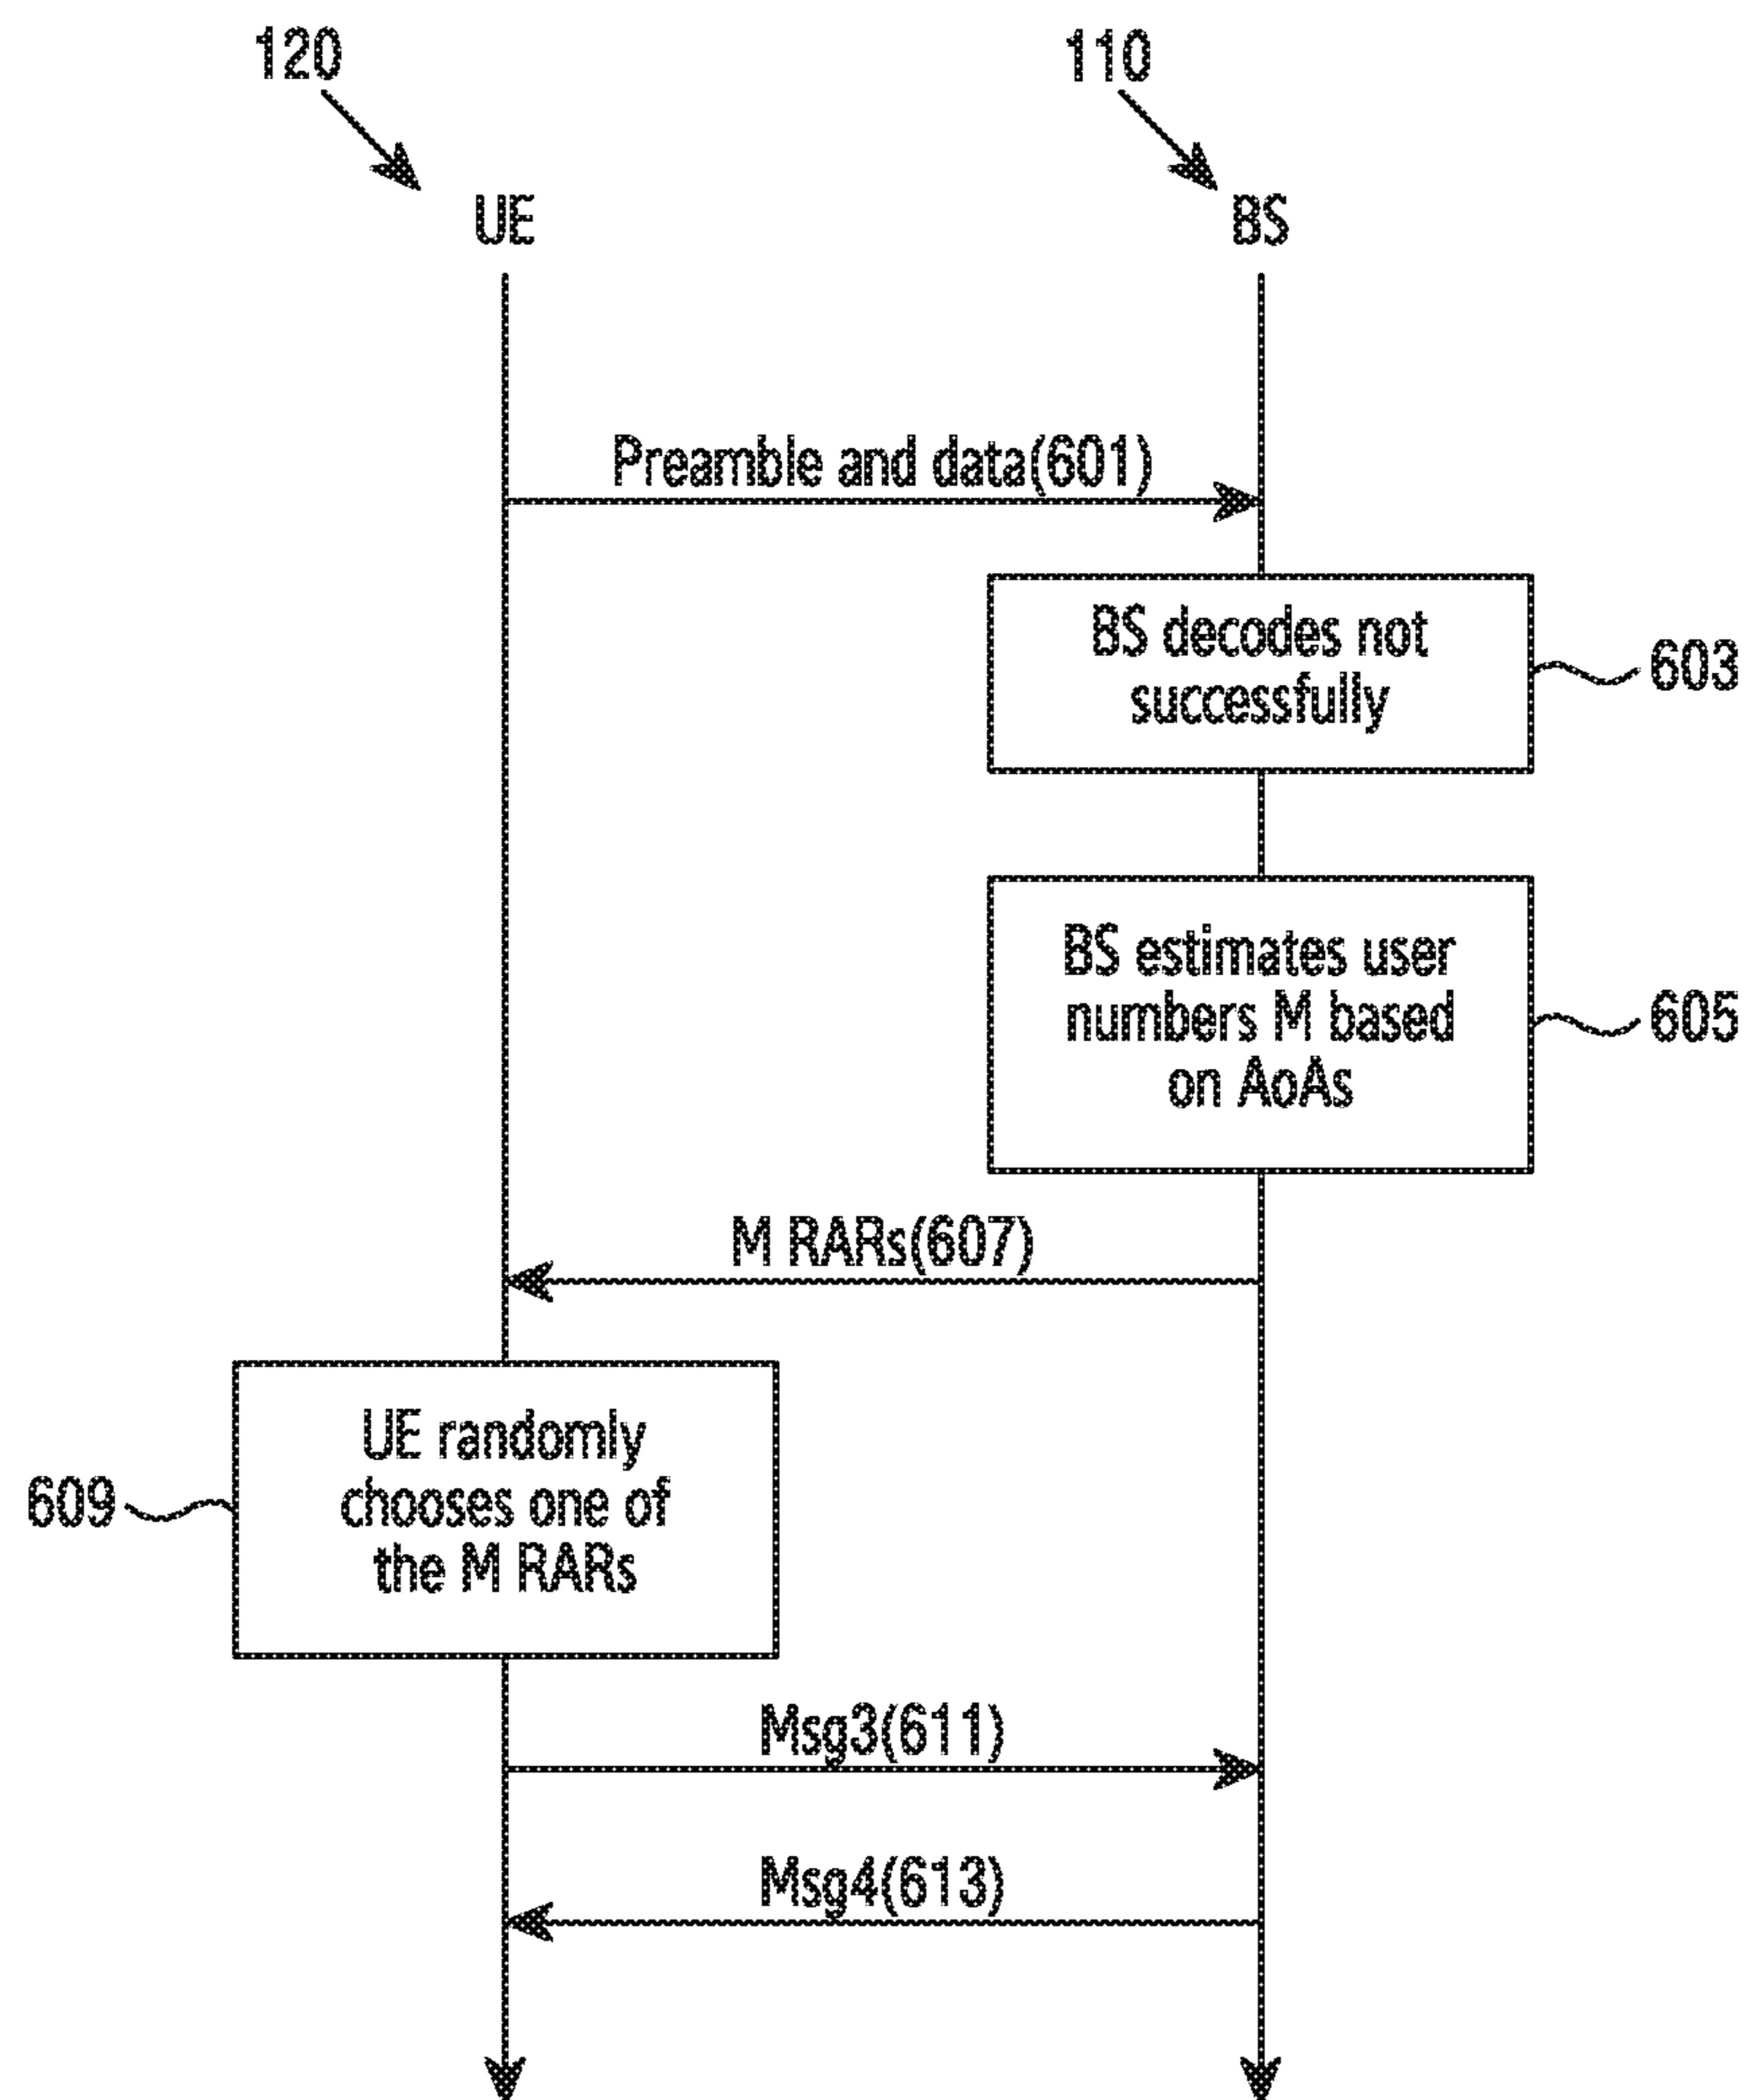 120
110
UE
BS
Preamble and data(601)
BS decodes not
successfully
603
BS estimates user
numbers M based
on AoAs
605
M RARs(607)
UE randomly
chooses one of
the M RARs
609
Msg3(611)
Msg4(613)